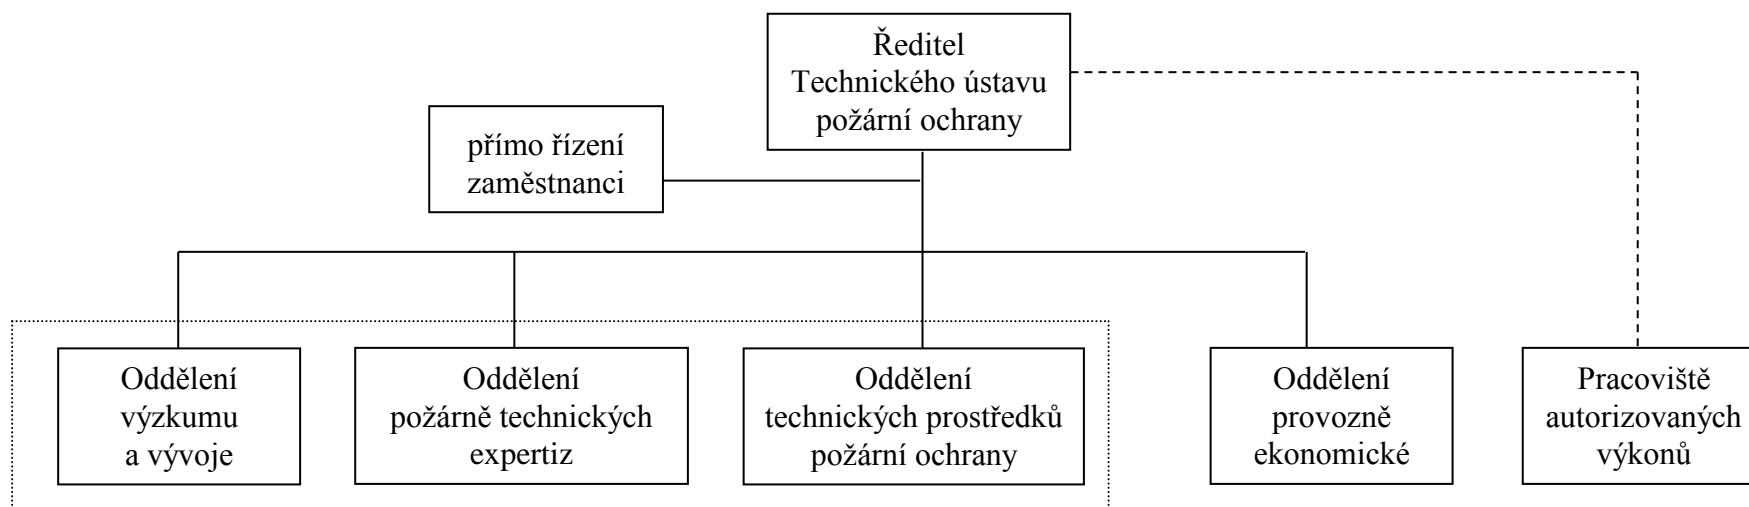 Ředitel
Technického ústavu
požární ochrany
přímo řízení
zaměstnanci
Oddělení
výzkumu
a vývoje
Oddělení
požárně technických
expertiz
Oddělení
technických prostředků
požární ochrany
Oddělení
provozně
ekonomické
Pracoviště
autorizovaných
výkonů